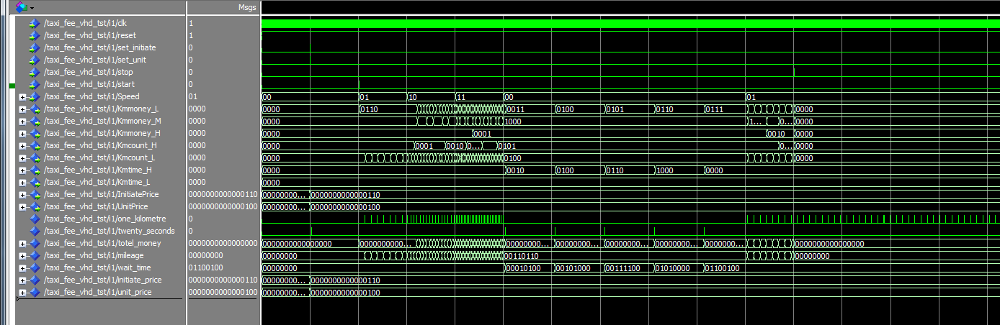 Msgs
/taxi_fee_vhd_tst/i1/clk 1
/taxi_fee_vhd_tst/i1/reset 1
/taxi_fee_vhd_tst/i1/set_initiate 0
/taxi_fee_vhd_tst/i1/set_unit 0
/taxi_fee_vhd_tst/i1/stop 0
/taxi_fee_vhd_tst/i1/start 0
/taxi_fee_vhd_tst/i1/Speed 01 00 01 10 11 00 01
/taxi_fee_vhd_tst/i1/Kmmoney_L 0000 0000 0110 0011 0100 0101 0110 0111 0000
/taxi_fee_vhd_tst/i1/Kmmoney_M 0000 0000 1000 1... 0... 0000
/taxi_fee_vhd_tst/i1/Kmmoney_H 0000 0000 0001 0010 0000
/taxi_fee_vhd_tst/i1/Kmcount_H 0000 0000 0001 0010 0... 0101 0... 0000
/taxi_fee_vhd_tst/i1/Kmcount_L 0000 0000 0100 0000
/taxi_fee_vhd_tst/i1/Kmtime_H 0000 0000 0010 0100 0110 1000 0000
/taxi_fee_vhd_tst/i1/Kmtime_L 0000 0000
/taxi_fee_vhd_tst/i1/InitiatePrice 0000000000000110 00000000... 0000000000000110
/taxi_fee_vhd_tst/i1/UnitPrice 0000000000000100 00000000... 0000000000000100
/taxi_fee_vhd_tst/i1/one_kilometre 0
/taxi_fee_vhd_tst/i1/twenty_seconds 0
/taxi_fee_vhd_tst/i1/totel_money 0000000000000000 0000000000000000 0000000000... 00000000... 00000000... 00000000... 00000000... 0000000... 0000000000000000
/taxi_fee_vhd_tst/i1/mileage 00000000 00000000 00110110 00000000
/taxi_fee_vhd_tst/i1/wait_time 01100100 00000000 00010100 00101000 00111100 01010000 01100100
/taxi_fee_vhd_tst/i1/initiate_price 0000000000000110 00000000... 0000000000000110
/taxi_fee_vhd_tst/i1/unit_price 0000000000000100 00000000... 0000000000000100